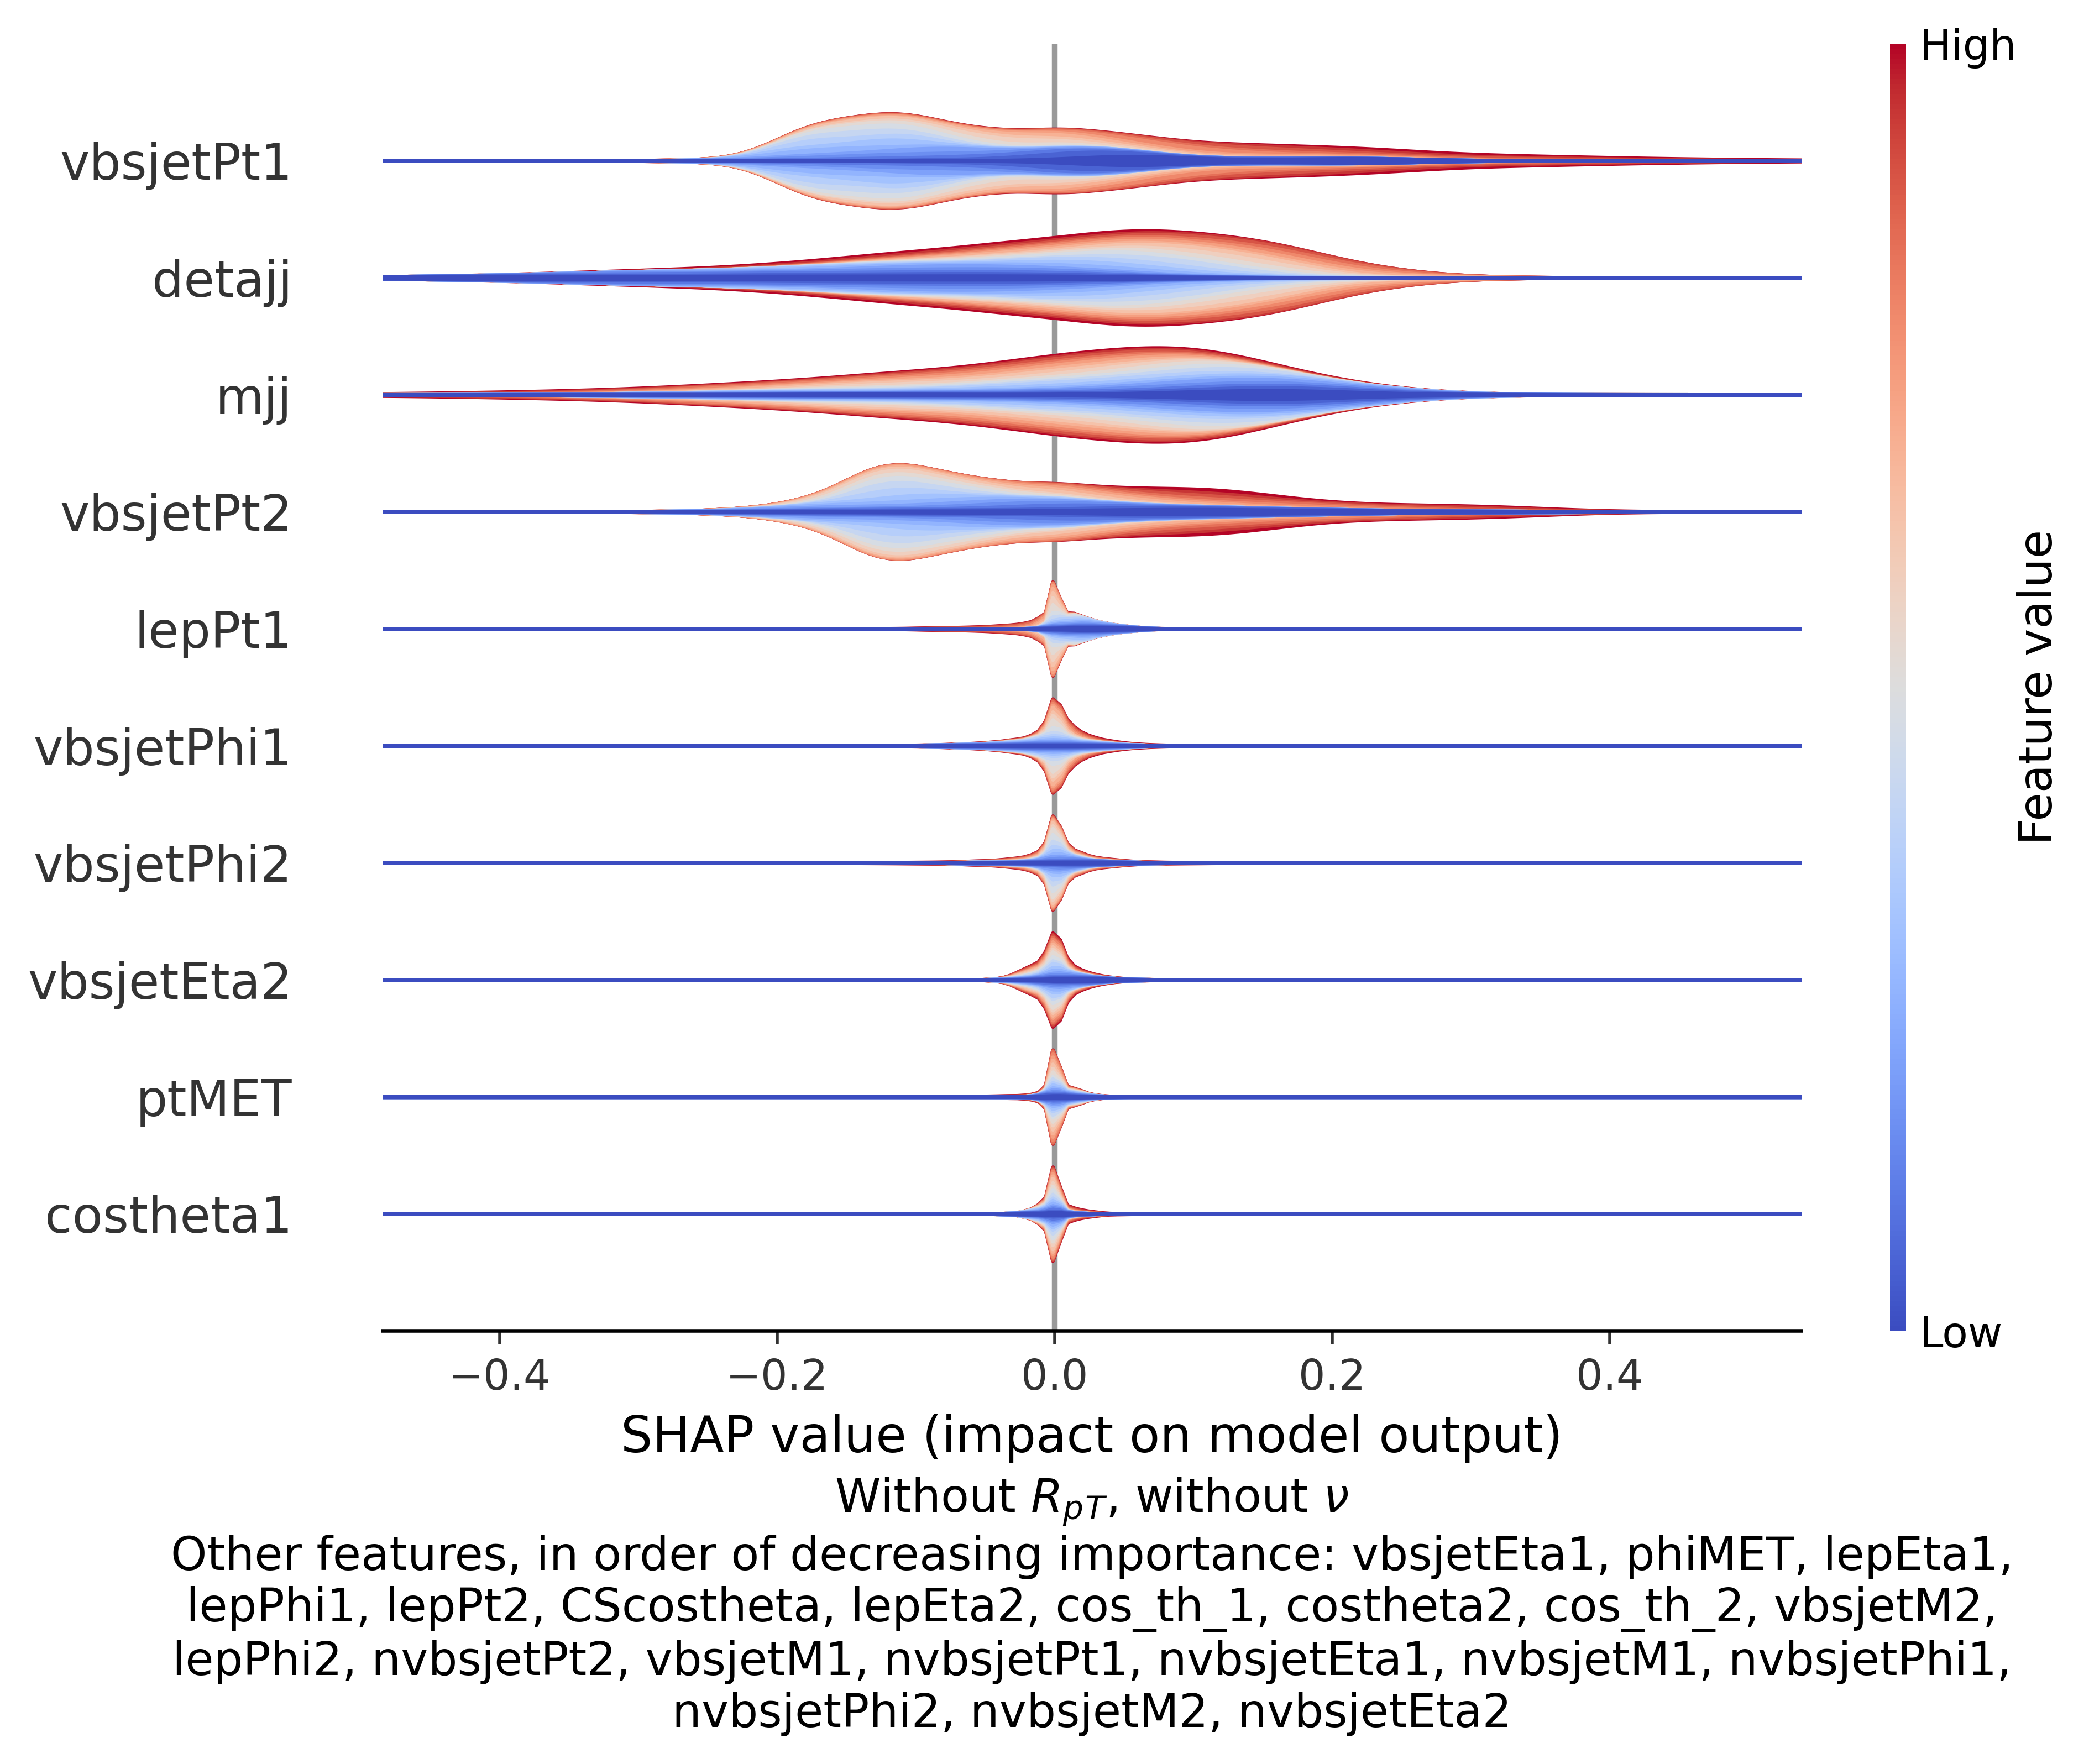 High
vbsjetPt1
detajj
mjj
vbsjetPt2
lepPt1
vbsjetPhi1
vbsjetPhi2
vbsjetEta2
ptMET
costheta1
Feature value
Low
−0.4 −0.2 0.0 0.2 0.4
SHAP value (impact on model output)
Without R_{pT}, without ν
Other features, in order of decreasing importance: vbsjetEta1, phiMET, lepEta1,
lepPhi1, lepPt2, CScostheta, lepEta2, cos_th_1, costheta2, cos_th_2, vbsjetM2,
lepPhi2, nvbsjetPt2, vbsjetM1, nvbsjetPt1, nvbsjetEta1, nvbsjetM1, nvbsjetPhi1,
nvbsjetPhi2, nvbsjetM2, nvbsjetEta2